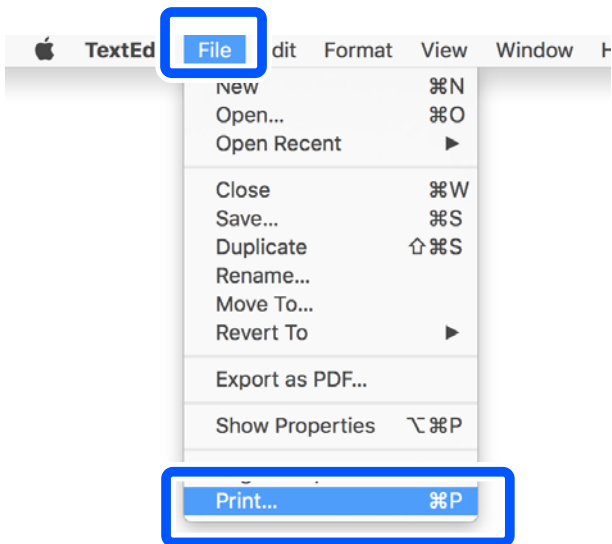 TextEd File dit Format View Window H
New ⌘N
Open... ⌘O
Open Recent ▶
Close ⌘W
Save... ⌘S
Duplicate ⇧⌘S
Rename...
Move To...
Revert To ▶
Export as PDF...
Show Properties ⌥⌘P
Print... ⌘P